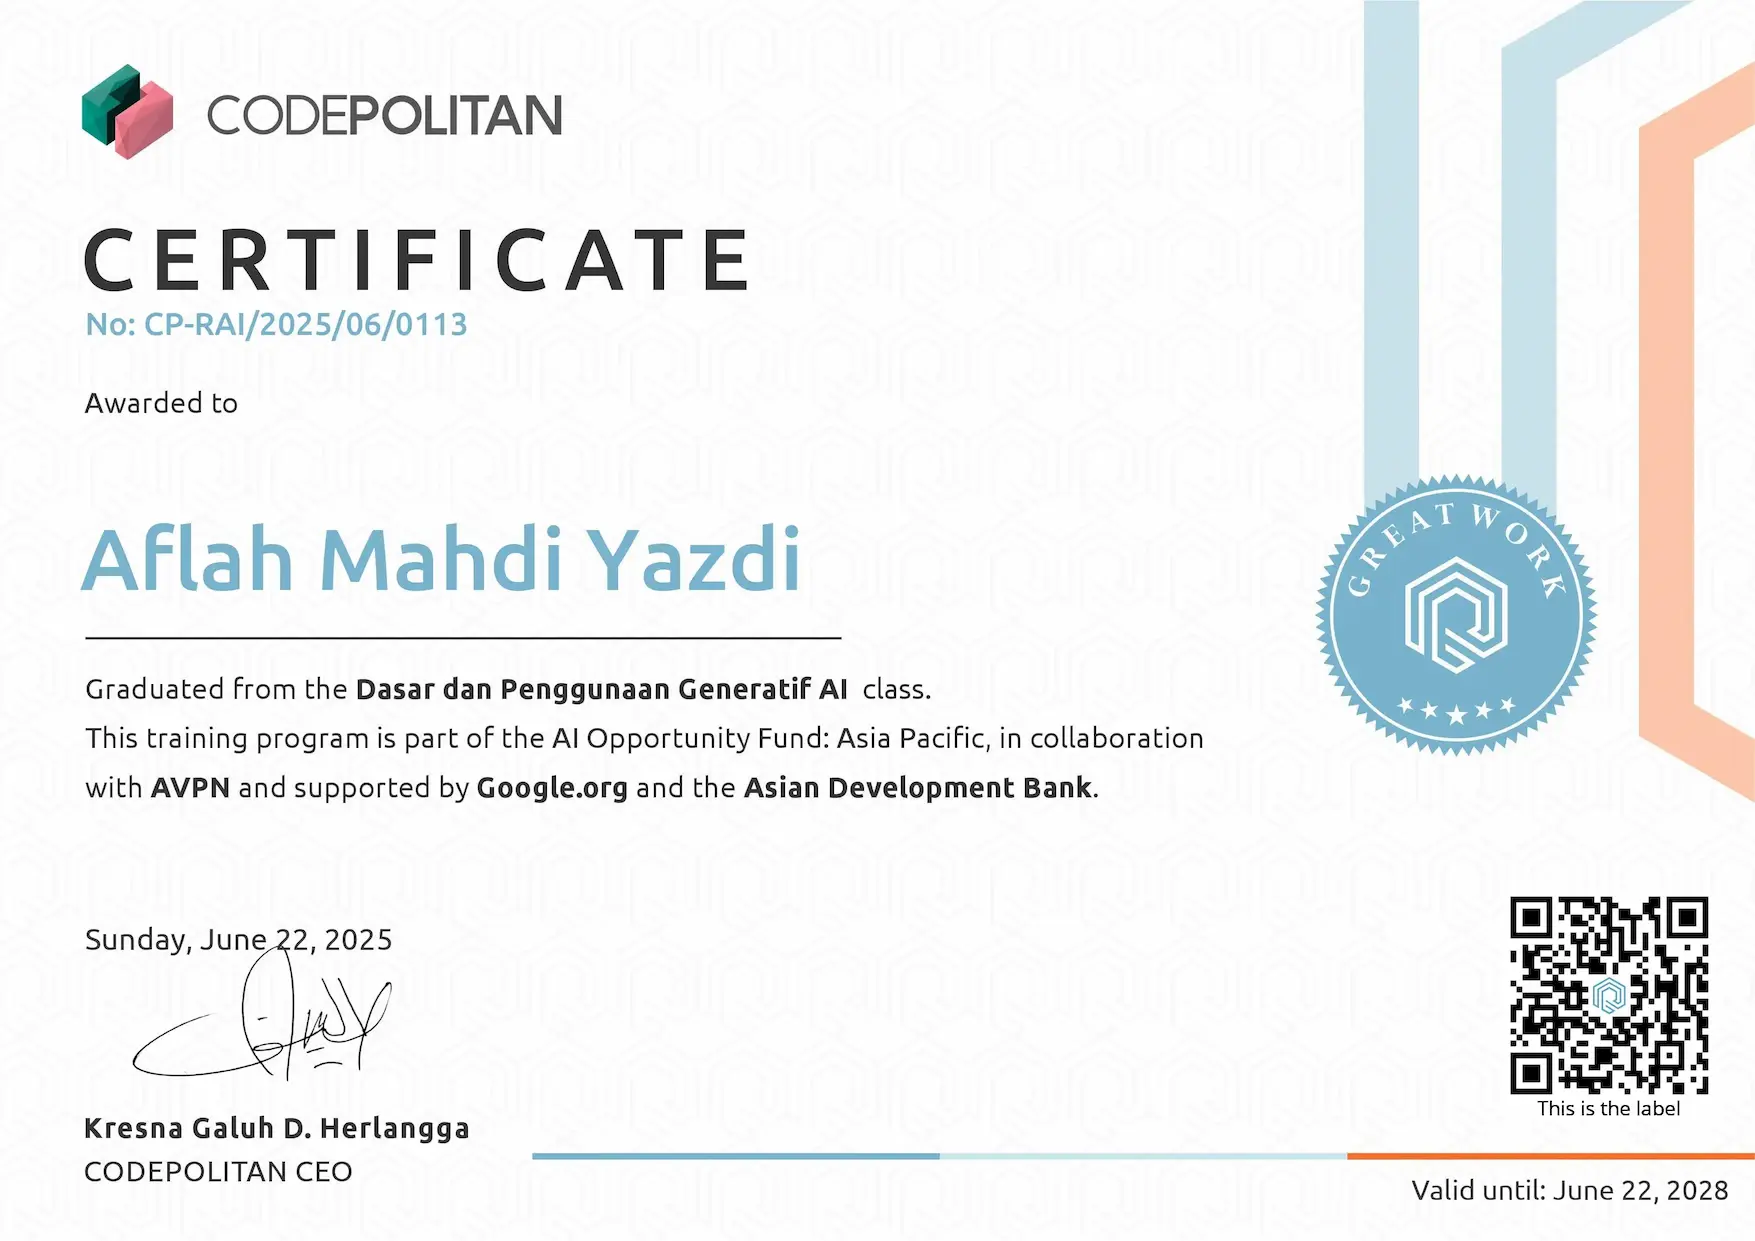 CODEPOLITAN
CERTIFICATE
No: CP-RAI/2025/06/0113
Awarded to
Aflah Mahdi Yazdi
GREAT WORK
Graduated from the Dasar dan Penggunaan Generatif AI class.
This training program is part of the AI Opportunity Fund: Asia Pacific, in collaboration
with AVPN and supported by Google.org and the Asian Development Bank.
Sunday, June 22, 2025
Kresna Galuh D. Herlangga
CODEPOLITAN CEO
This is the label
Valid until: June 22, 2028